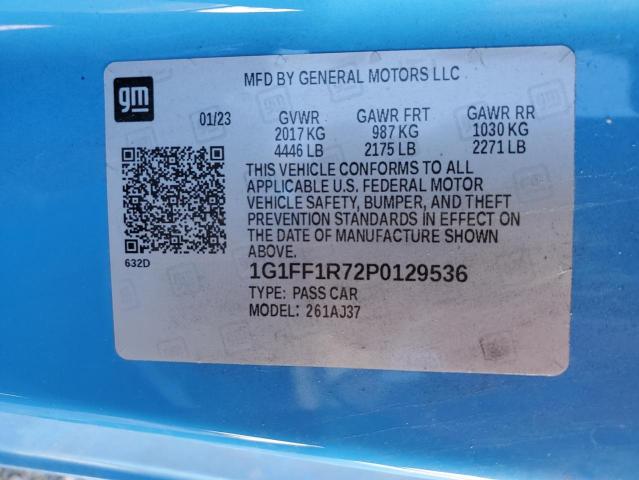 gm
MFD BY GENERAL MOTORS LLC
01/23 GVWR GAWR FRT GAWR RR
2017 KG 987 KG 1030 KG
4446 LB 2175 LB 2271 LB
THIS VEHICLE CONFORMS TO ALL
APPLICABLE U.S. FEDERAL MOTOR
VEHICLE SAFETY, BUMPER, AND THEFT
PREVENTION STANDARDS IN EFFECT ON
THE DATE OF MANUFACTURE SHOWN
ABOVE.
632D
1G1FF1R72P0129536
TYPE: PASS CAR
MODEL: 261AJ37